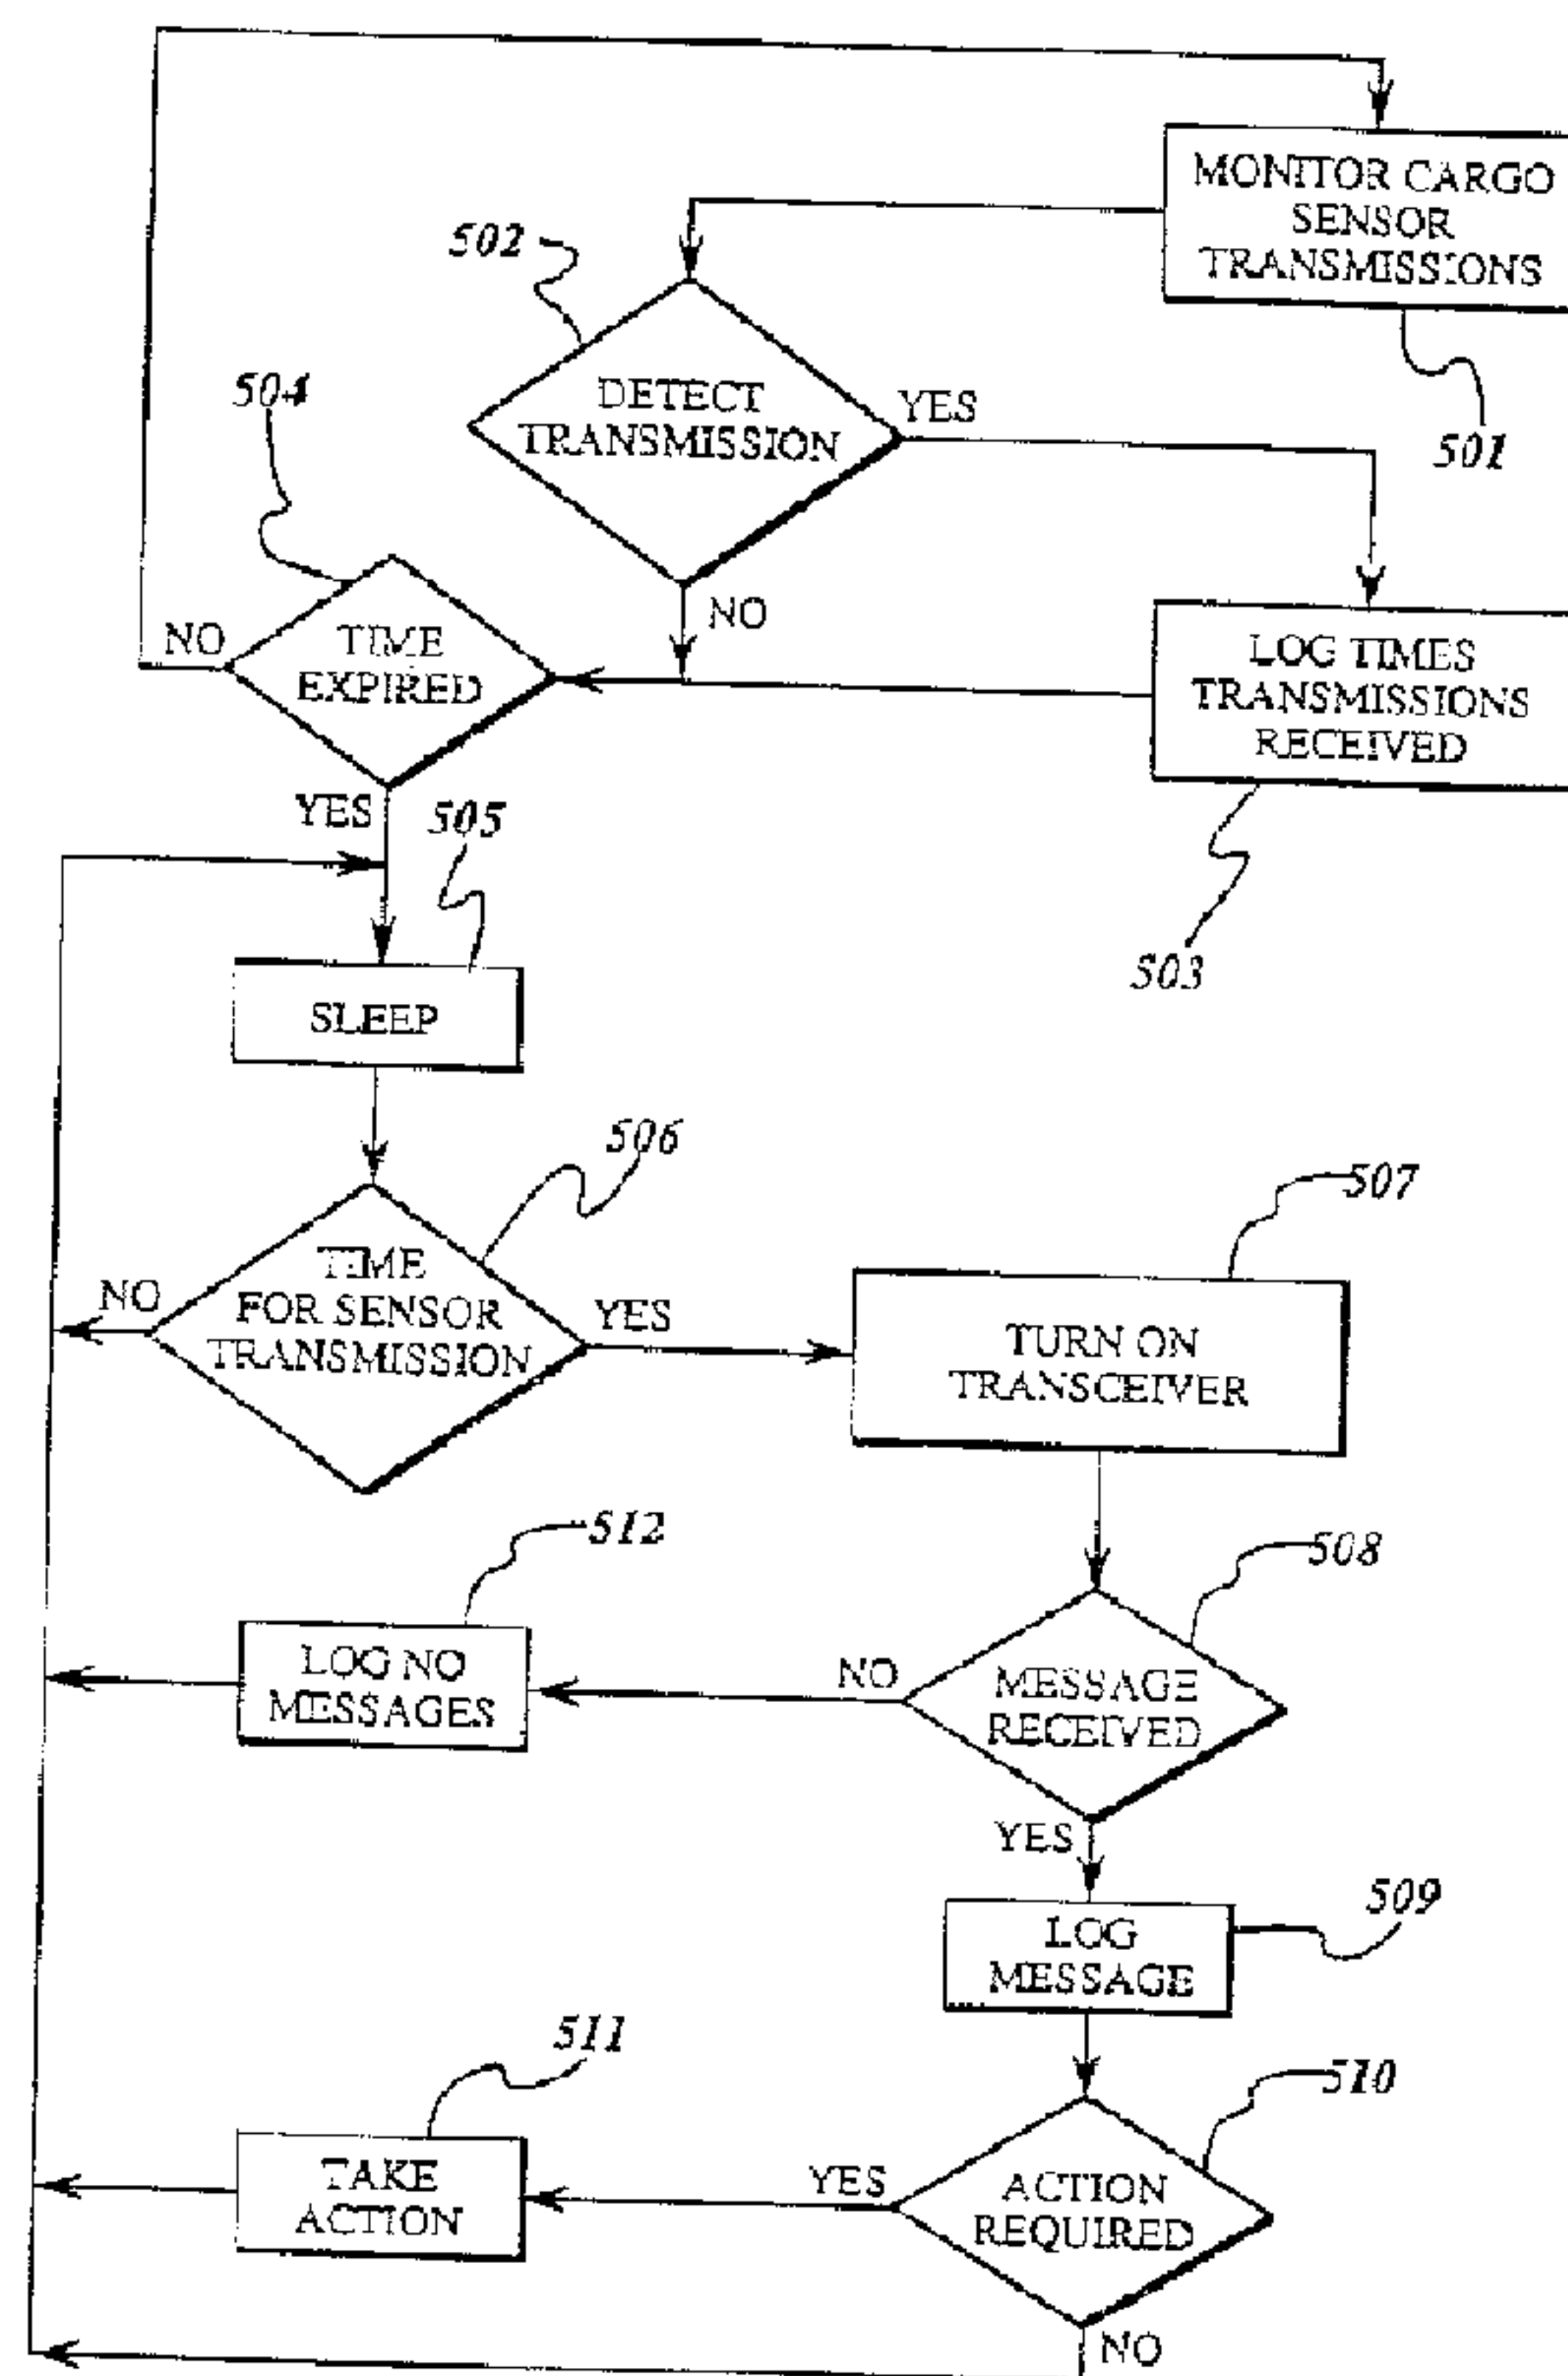 MONITOR CARGO
SENSOR
TRANSMISSIONS
501
502
DETECT
TRANSMISSION
YES
NO
504
TIME
EXPIRED
NO
YES
LOG TIMES
TRANSMISSIONS
RECEIVED
503
505
SLEEP
506
TIME
FOR SENSOR
TRANSMISSION
NO
YES
507
TURN ON
TRANSCEIVER
512
LOG NO
MESSAGES
508
NO
MESSAGE
RECEIVED
YES
509
LOG
MESSAGE
511
TAKE
ACTION
510
YES
ACTION
REQUIRED
NO